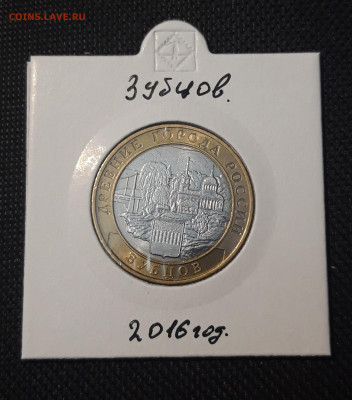 COINS.LAVE.RU
Зубцов.
ДРЕВНИЕ ГОРОДА РОССИИ
ЗУБЦОВ
2016 год.